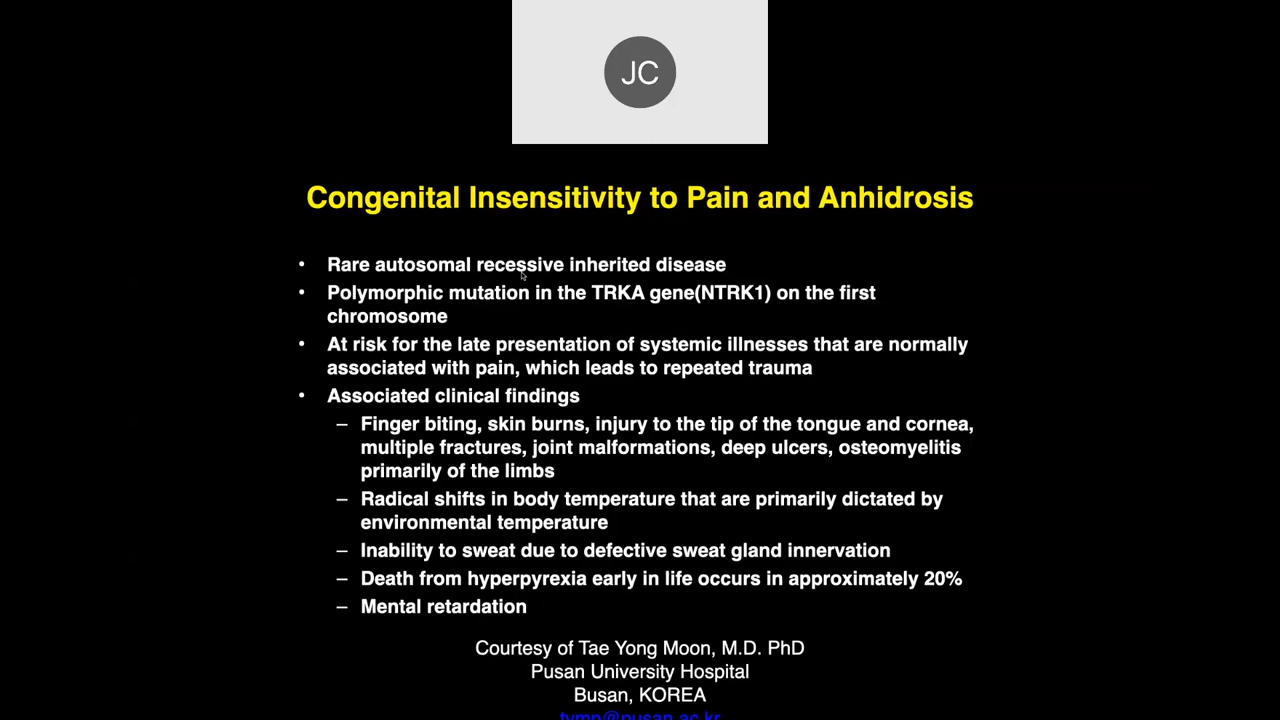 JC
Congenital Insensitivity to Pain and Anhidrosis
• Rare autosomal recessive inherited disease
• Polymorphic mutation in the TRKA gene(NTRK1) on the first
chromosome
• At risk for the late presentation of systemic illnesses that are normally
associated with pain, which leads to repeated trauma
• Associated clinical findings
– Finger biting, skin burns, injury to the tip of the tongue and cornea,
multiple fractures, joint malformations, deep ulcers, osteomyelitis
primarily of the limbs
– Radical shifts in body temperature that are primarily dictated by
environmental temperature
– Inability to sweat due to defective sweat gland innervation
– Death from hyperpyrexia early in life occurs in approximately 20%
– Mental retardation
Courtesy of Tae Yong Moon, M.D. PhD
Pusan University Hospital
Busan, KOREA
tymn@pusan.ac.kr